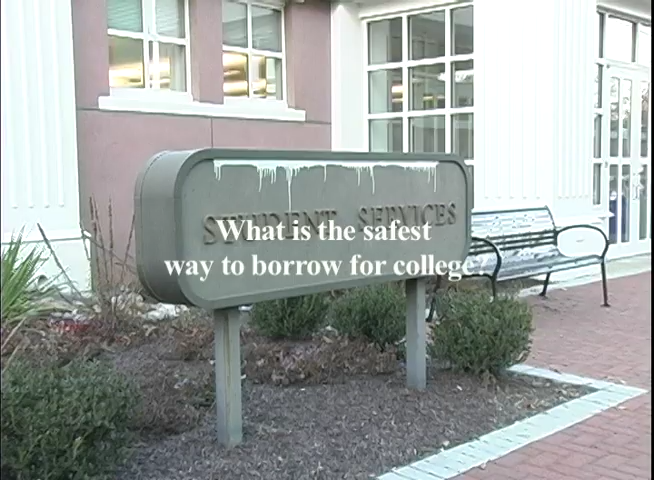 STUDENT SERVICES
What is the safest
way to borrow for college?